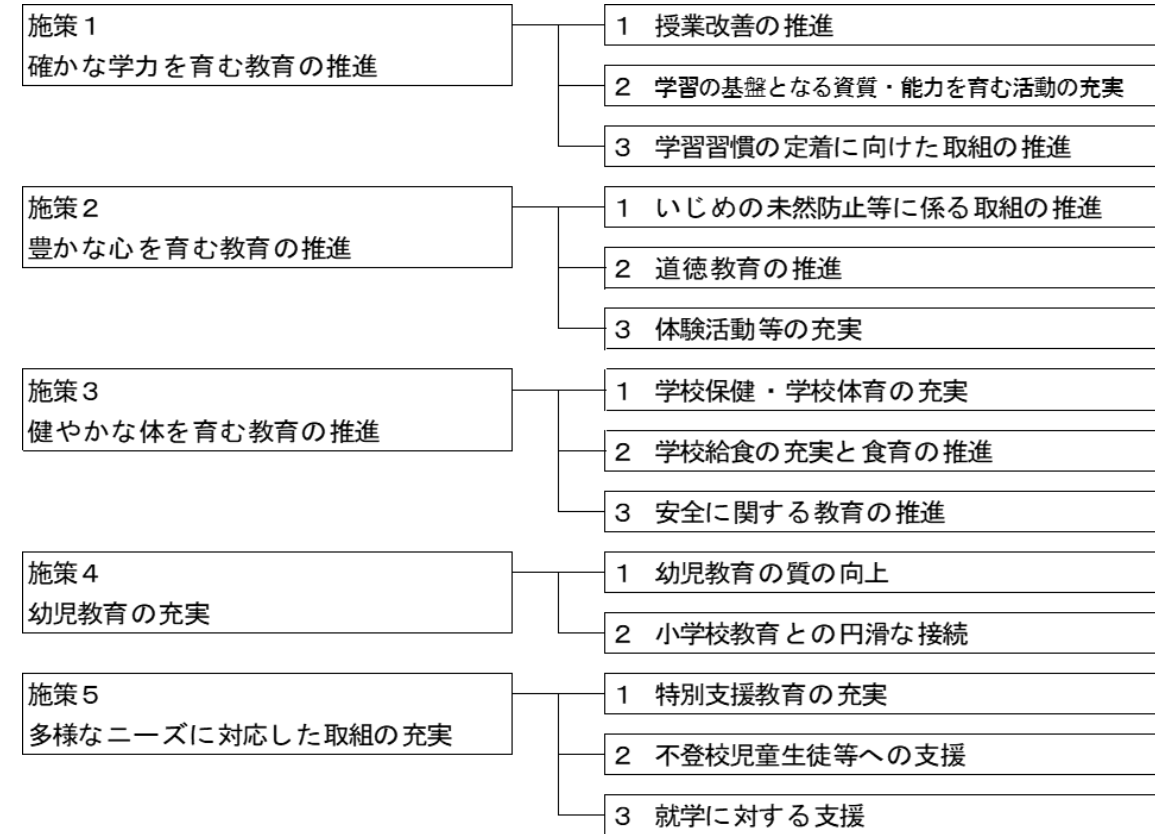 施策１
確かな学力を育む教育の推進
１　授業改善の推進
２　学習の基盤となる資質・能力を育む活動の充実
３　学習習慣の定着に向けた取組の推進
施策２
豊かな心を育む教育の推進
１　いじめの未然防止等に係る取組の推進
２　道徳教育の推進
３　体験活動等の充実
施策３
健やかな体を育む教育の推進
１　学校保健・学校体育の充実
２　学校給食の充実と食育の推進
３　安全に関する教育の推進
施策４
幼児教育の充実
１　幼児教育の質の向上
２　小学校教育との円滑な接続
施策５
多様なニーズに対応した取組の充実
１　特別支援教育の充実
２　不登校児童生徒等への支援
３　就学に対する支援